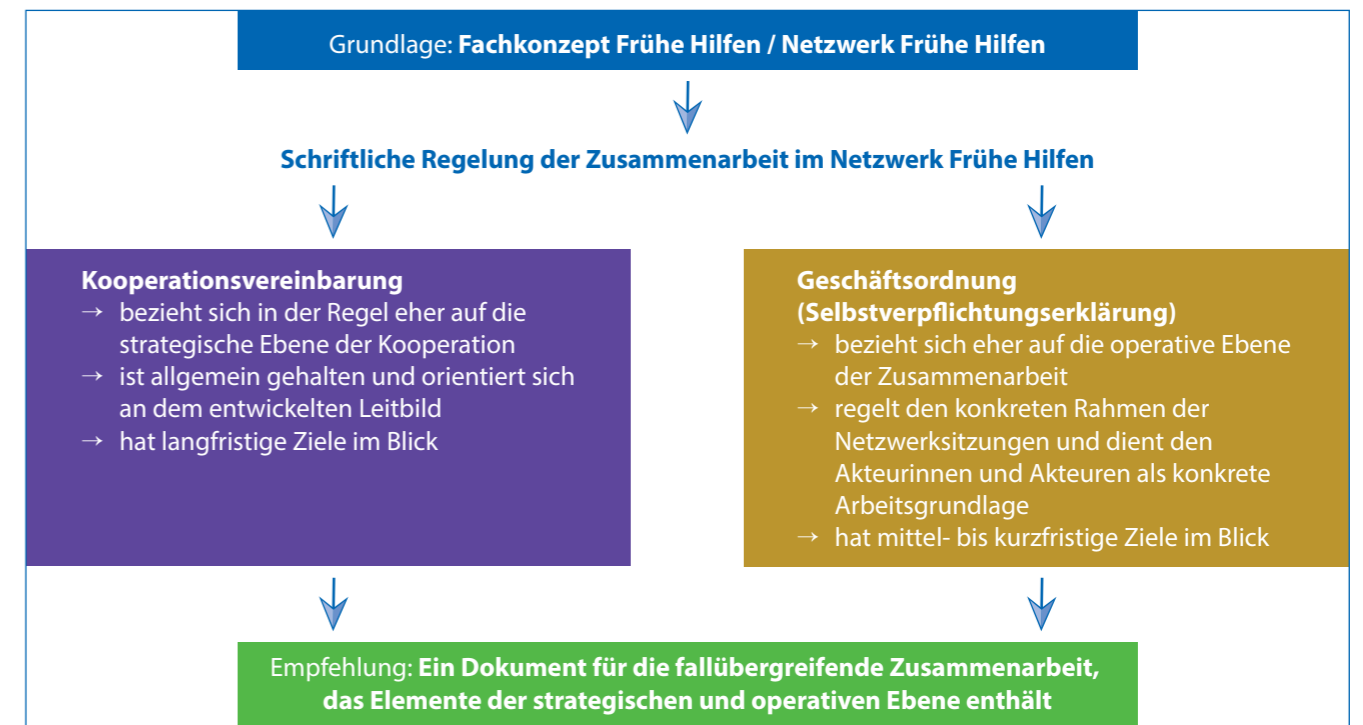 Grundlage: Fachkonzept Frühe Hilfen / Netzwerk Frühe Hilfen
Schriftliche Regelung der Zusammenarbeit im Netzwerk Frühe Hilfen
Kooperationsvereinbarung
→ bezieht sich in der Regel eher auf die
strategische Ebene der Kooperation
→ ist allgemein gehalten und orientiert sich
an dem entwickelten Leitbild
→ hat langfristige Ziele im Blick
Geschäftsordnung
(Selbstverpflichtungserklärung)
→ bezieht sich eher auf die operative Ebene
der Zusammenarbeit
→ regelt den konkreten Rahmen der
Netzwerksitzungen und dient den
Akteurinnen und Akteuren als konkrete
Arbeitsgrundlage
→ hat mittel- bis kurzfristige Ziele im Blick
Empfehlung: Ein Dokument für die fallübergreifende Zusammenarbeit,
das Elemente der strategischen und operativen Ebene enthält